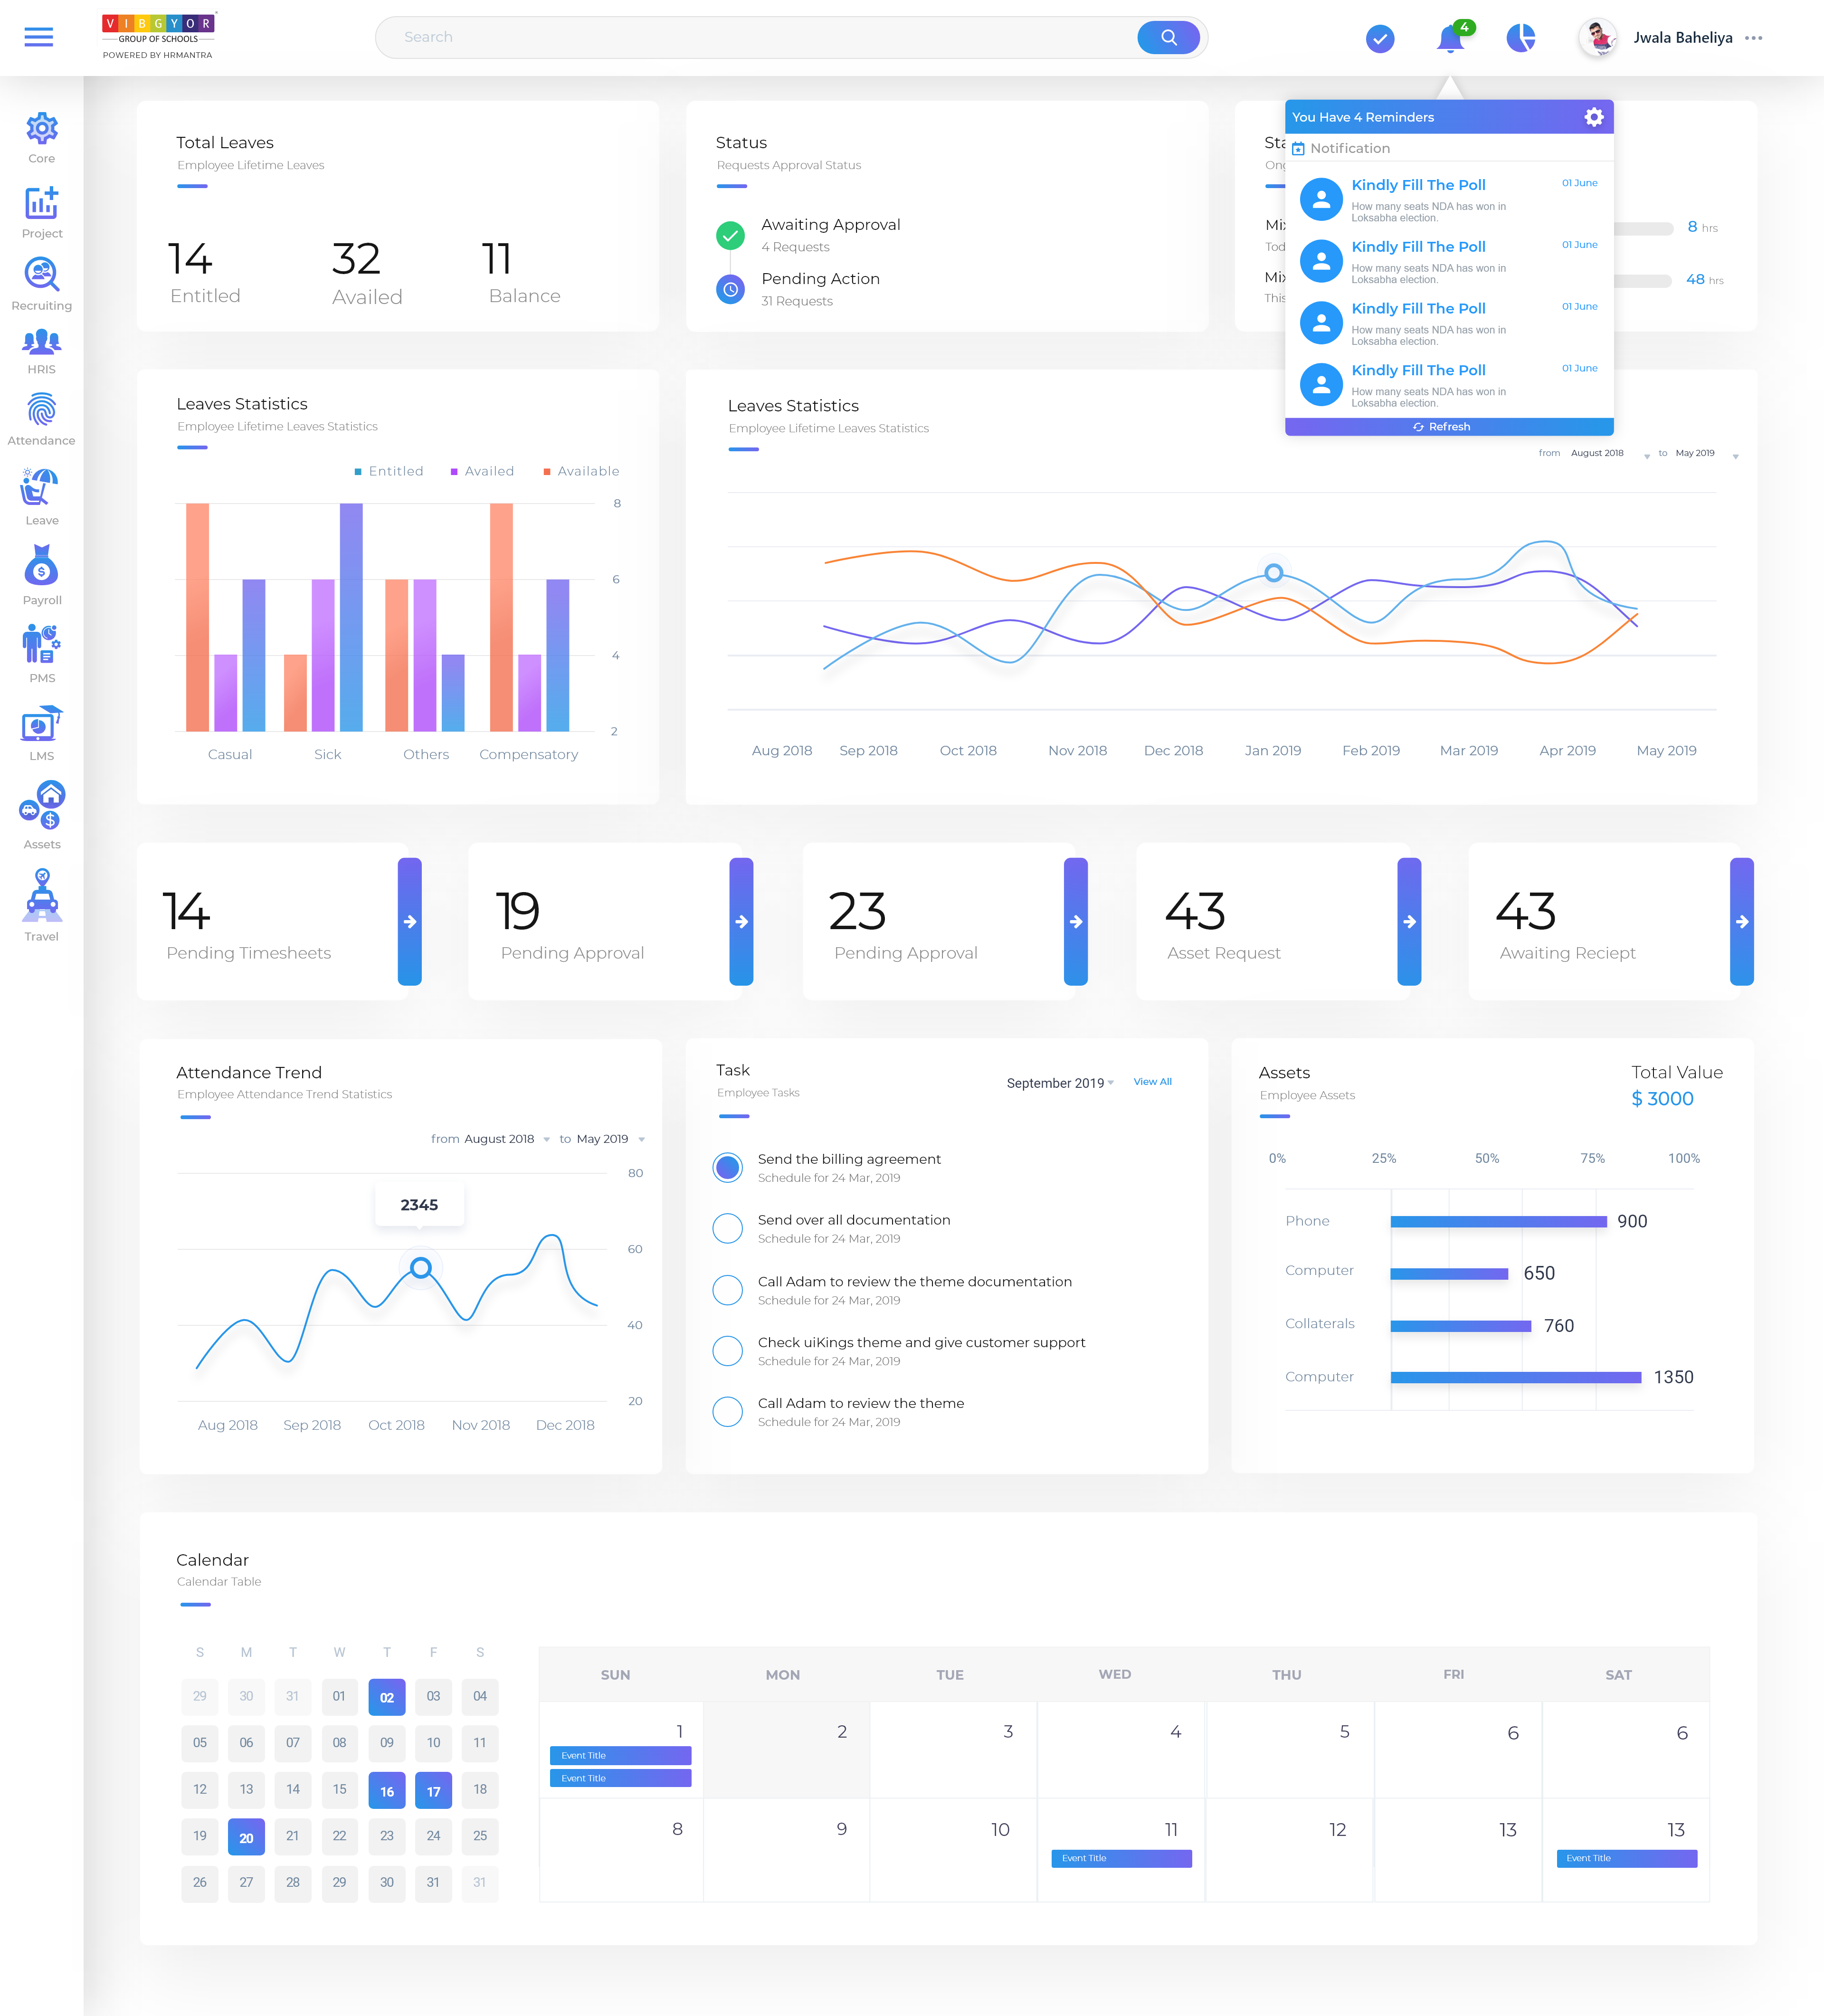 VIBGYOR
GROUP OF SCHOOLS
POWERED BY HRMANTRA
Search
4
Jwala Baheliya
Core
Project
Recruiting
HRIS
Attendance
Leave
Payroll
PMS
LMS
Assets
Travel
Total Leaves
Employee Lifetime Leaves
14 32 11
Entitled Availed Balance
Status
Requests Approval Status
Awaiting Approval
4 Requests
Pending Action
31 Requests
8 hrs
48 hrs
You Have 4 Reminders
Notification
Kindly Fill The Poll 01 June
How many seats NDA has won in
Loksabha election.
Kindly Fill The Poll 01 June
How many seats NDA has won in
Loksabha election.
Kindly Fill The Poll 01 June
How many seats NDA has won in
Loksabha election.
Kindly Fill The Poll 01 June
How many seats NDA has won in
Loksabha election.
Refresh
Leaves Statistics
Employee Lifetime Leaves Statistics
Entitled Availed Available
8
6
4
2
Casual Sick Others Compensatory
Leaves Statistics
Employee Lifetime Leaves Statistics
from August 2018 to May 2019
Aug 2018 Sep 2018 Oct 2018 Nov 2018 Dec 2018 Jan 2019 Feb 2019 Mar 2019 Apr 2019 May 2019
14
Pending Timesheets
19
Pending Approval
23
Pending Approval
43
Asset Request
43
Awaiting Reciept
Attendance Trend
Employee Attendance Trend Statistics
from August 2018 to May 2019
80
2345
60
40
20
Aug 2018 Sep 2018 Oct 2018 Nov 2018 Dec 2018
Task
Employee Tasks
September 2019 View All
Send the billing agreement
Schedule for 24 Mar, 2019
Send over all documentation
Schedule for 24 Mar, 2019
Call Adam to review the theme documentation
Schedule for 24 Mar, 2019
Check uiKings theme and give customer support
Schedule for 24 Mar, 2019
Call Adam to review the theme
Schedule for 24 Mar, 2019
Assets
Employee Assets
Total Value
$ 3000
0% 25% 50% 75% 100%
Phone 900
Computer 650
Collaterals 760
Computer 1350
Calendar
Calendar Table
S M T W T F S
29 30 31 01 02 03 04
05 06 07 08 09 10 11
12 13 14 15 16 17 18
19 20 21 22 23 24 25
26 27 28 29 30 31 31
SUN MON TUE WED THU FRI SAT
1 2 3 4 5 6 6
Event Title
Event Title
8 9 10 11 12 13 13
Event Title Event Title